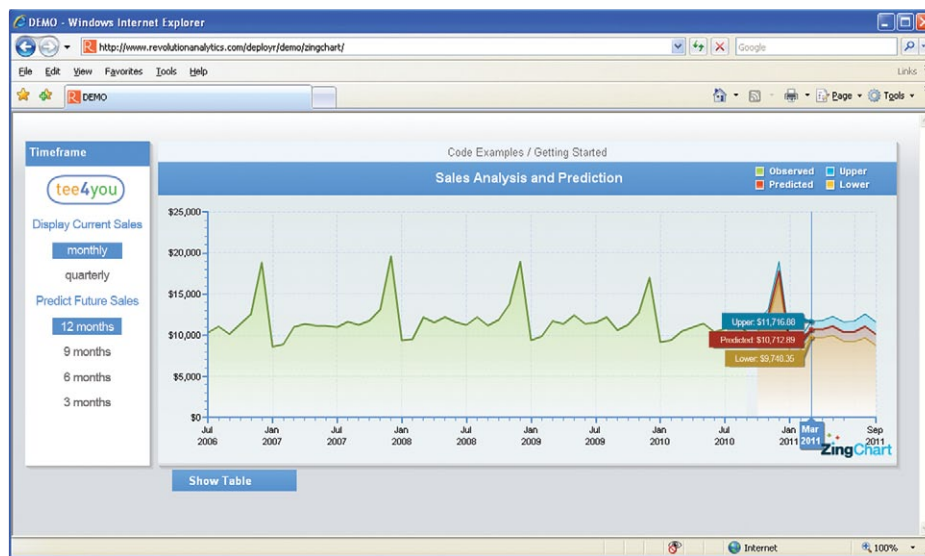 DEMO - Windows Internet Explorer
http://www.revolutionanalytics.com/deployr/demo/zingchart/
Google
File Edit View Favorites Tools Help
Links
DEMO
Page Tools
Timeframe
tee4you
Display Current Sales
monthly
quarterly
Predict Future Sales
12 months
9 months
6 months
3 months
Code Examples / Getting Started
Sales Analysis and Prediction
Observed Upper
Predicted Lower
$25,000
$20,000
$15,000
$10,000
$5,000
$0
Upper: $11,716.88
Predicted: $10,712.89
Lower: $9,748.35
Jul Jan Jul Jan Jul Jan Jul Jan Jul Jan Mar Sep
2006 2007 2007 2008 2008 2009 2009 2010 2010 2011 2011 2011
ZingChart
Show Table
Internet
100%